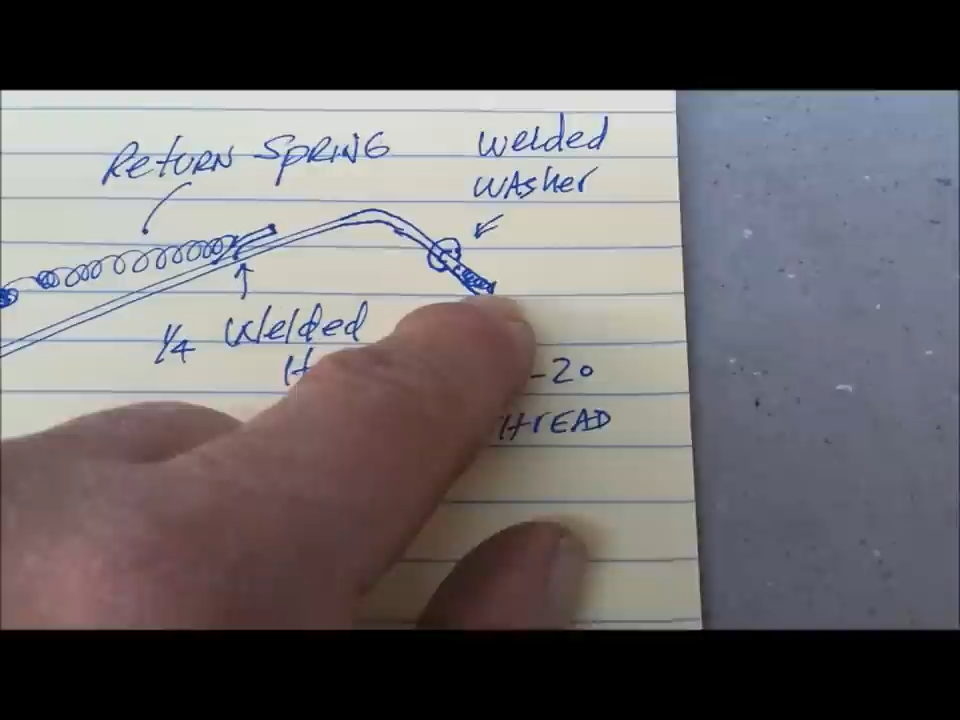 Return Spring
Welded
Washer
1/4 Welded
H
-20
THREAD